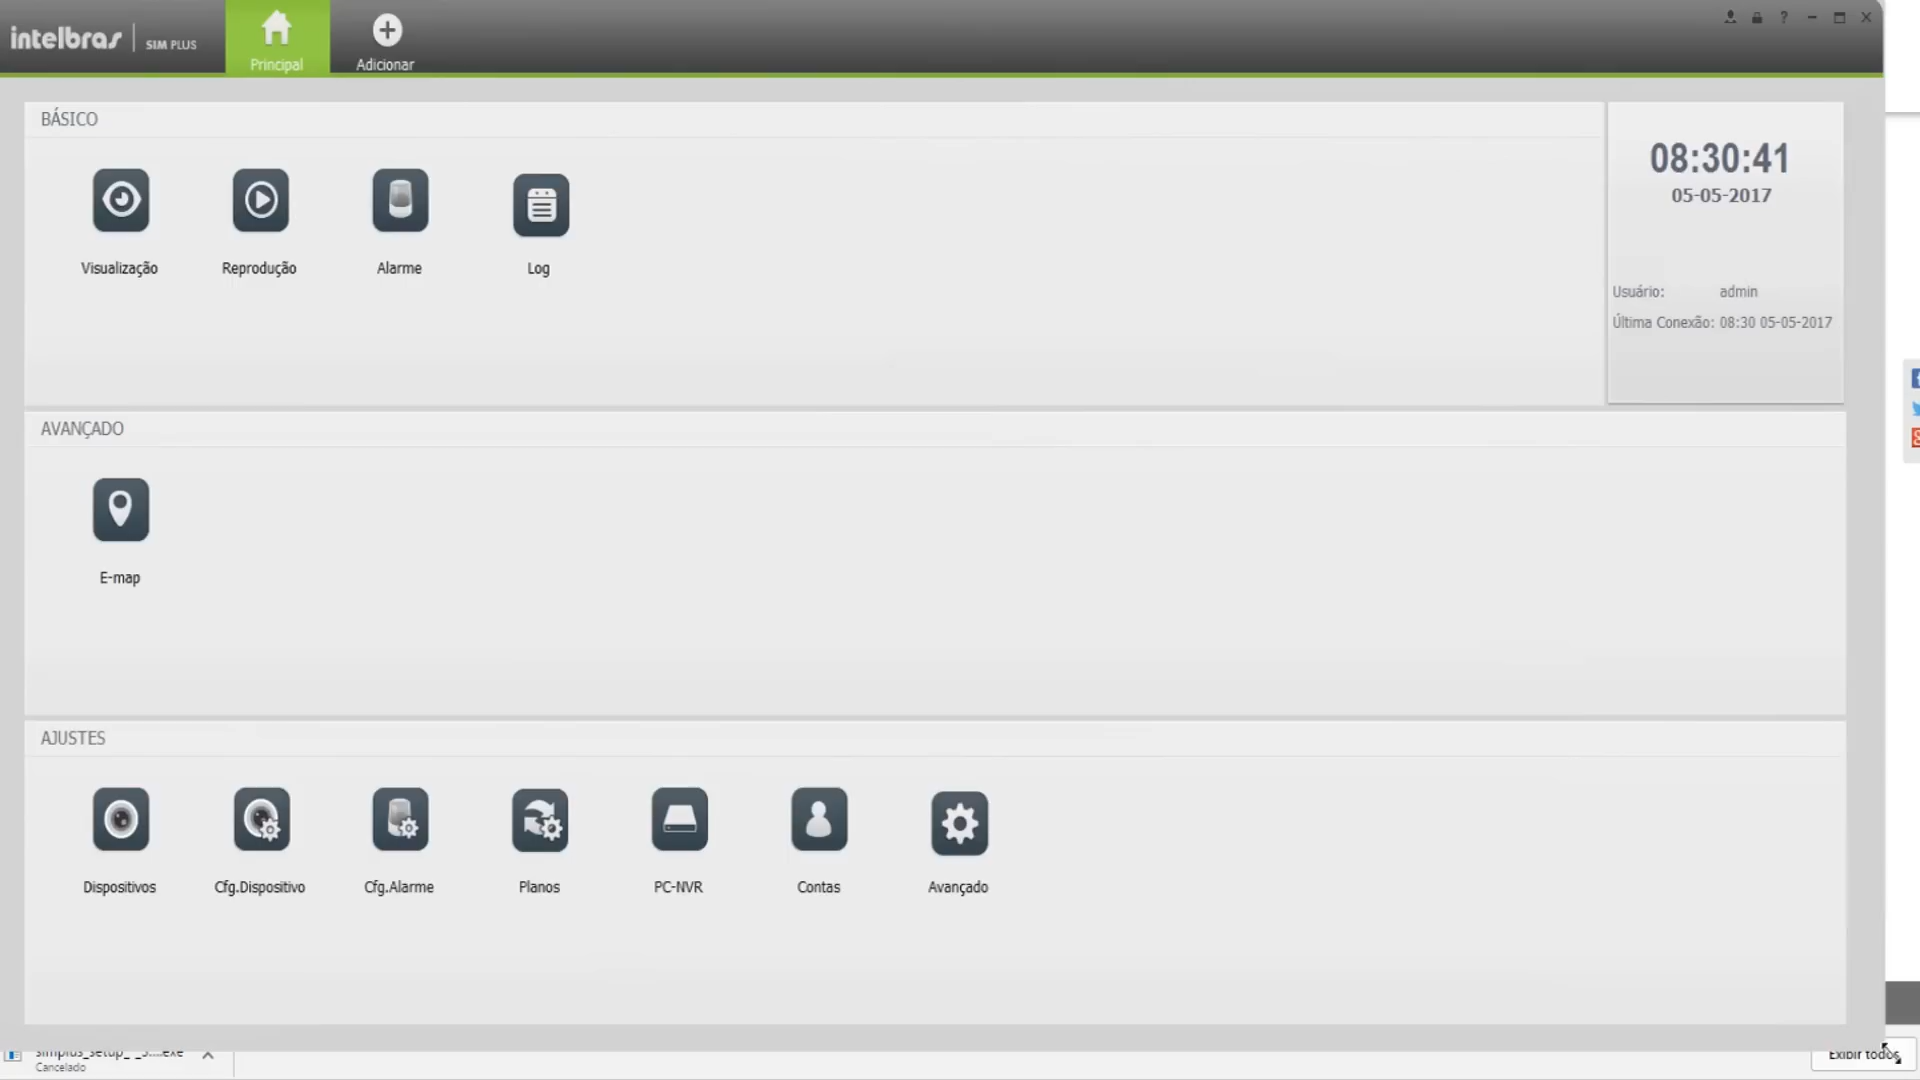 intelbras
SIM PLUS
Principal
Adicionar
?
BÁSICO
Visualização
Reprodução
Alarme
Log
08:30:41
05-05-2017
Usuário: admin
Última Conexão: 08:30 05-05-2017
AVANÇADO
E-map
AJUSTES
Dispositivos
Cfg.Dispositivo
Cfg.Alarme
Planos
PC-NVR
Contas
Avançado
Cancelado
Exibir todos